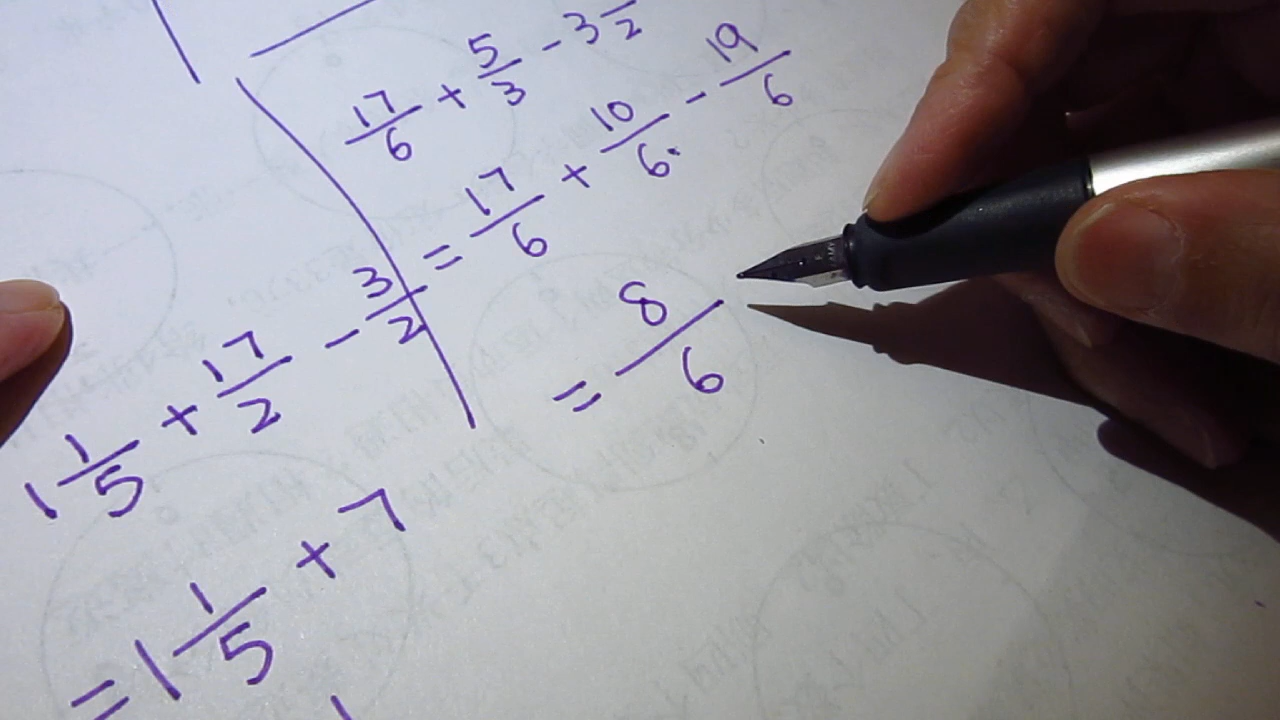 17/6 + 5/3 - 3 /2
= 17/6 + 10/6 - 19/6
= 8/6
1 1/5 + 17/2 - 3/2
= 1 1/5 + 7